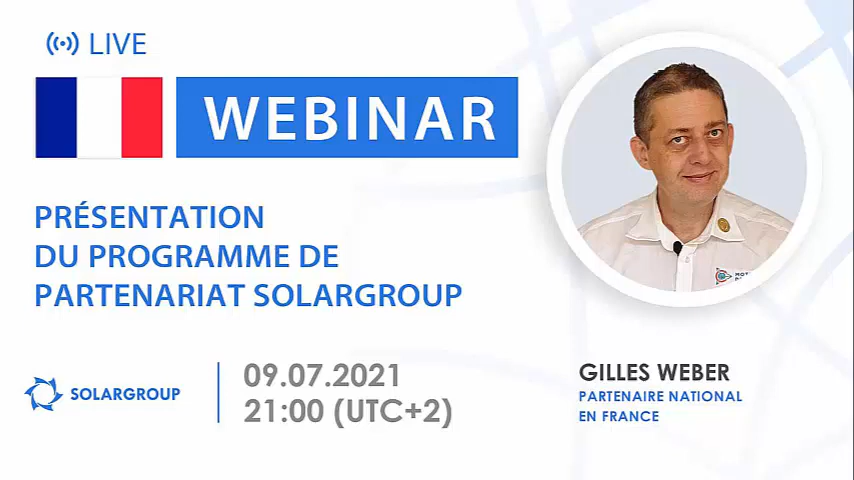 LIVE
WEBINAR
PRÉSENTATION
DU PROGRAMME DE
PARTENARIAT SOLARGROUP
SOLARGROUP
09.07.2021
21:00 (UTC+2)
GILLES WEBER
PARTENAIRE NATIONAL
EN FRANCE